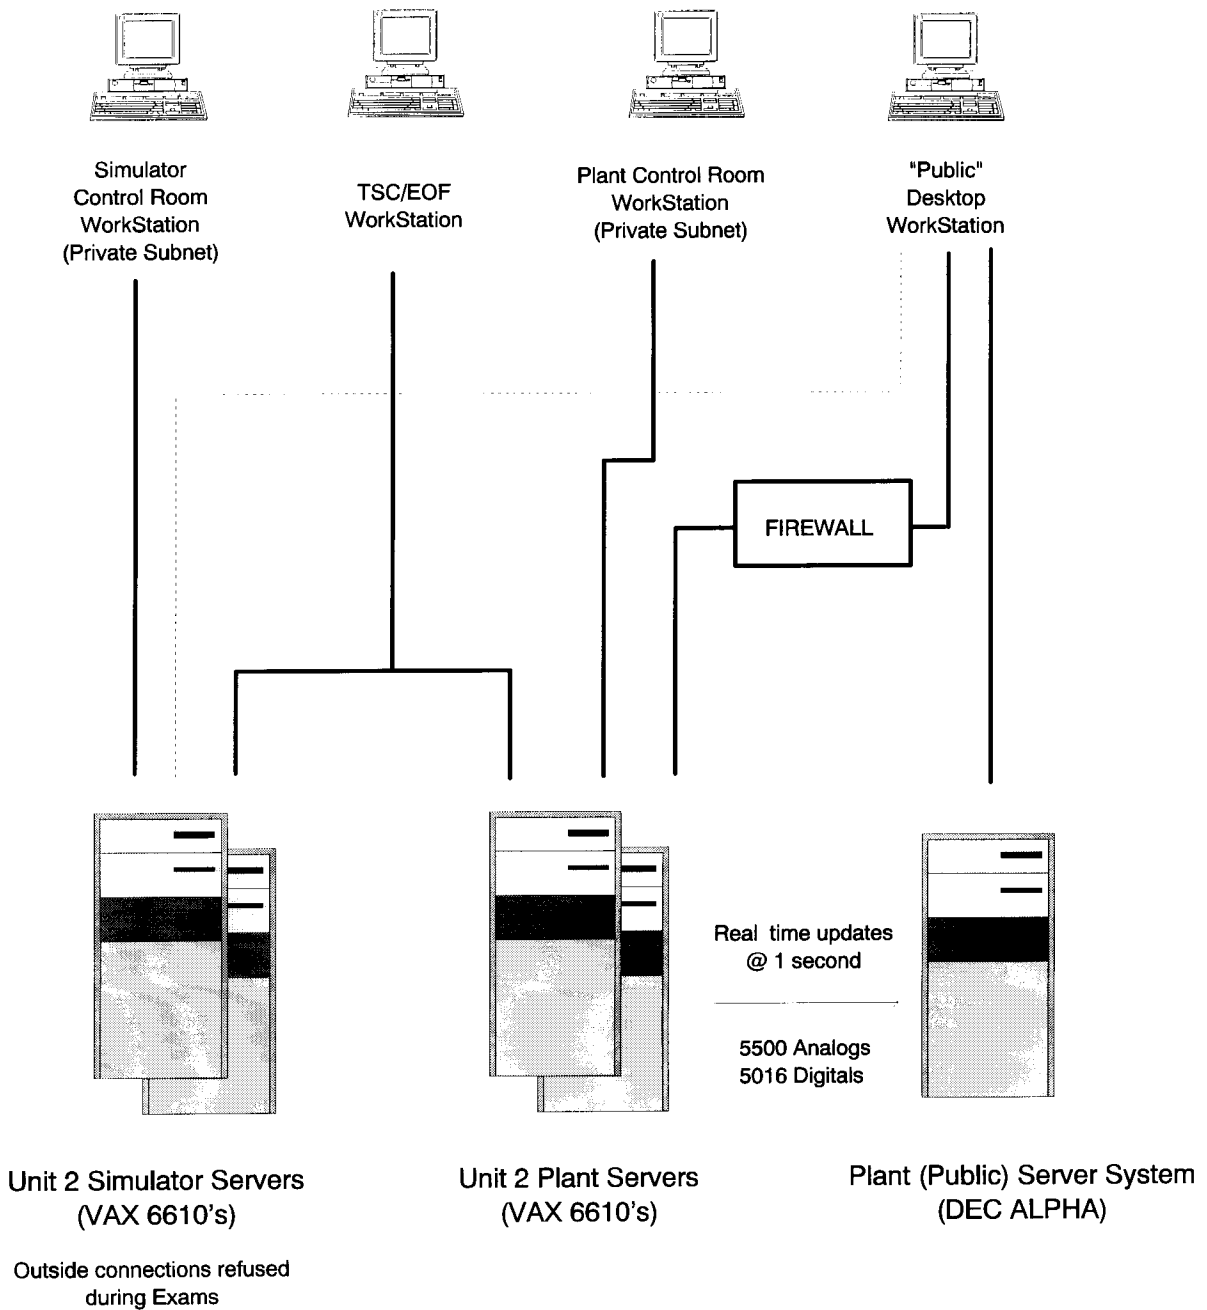 Simulator
Control Room
WorkStation
(Private Subnet)
TSC/EOF
WorkStation
Plant Control Room
WorkStation
(Private Subnet)
"Public"
Desktop
WorkStation
FIREWALL
Real time updates
@ 1 second
5500 Analogs
5016 Digitals
Unit 2 Simulator Servers
(VAX 6610's)
Outside connections refused
during Exams
Unit 2 Plant Servers
(VAX 6610's)
Plant (Public) Server System
(DEC ALPHA)